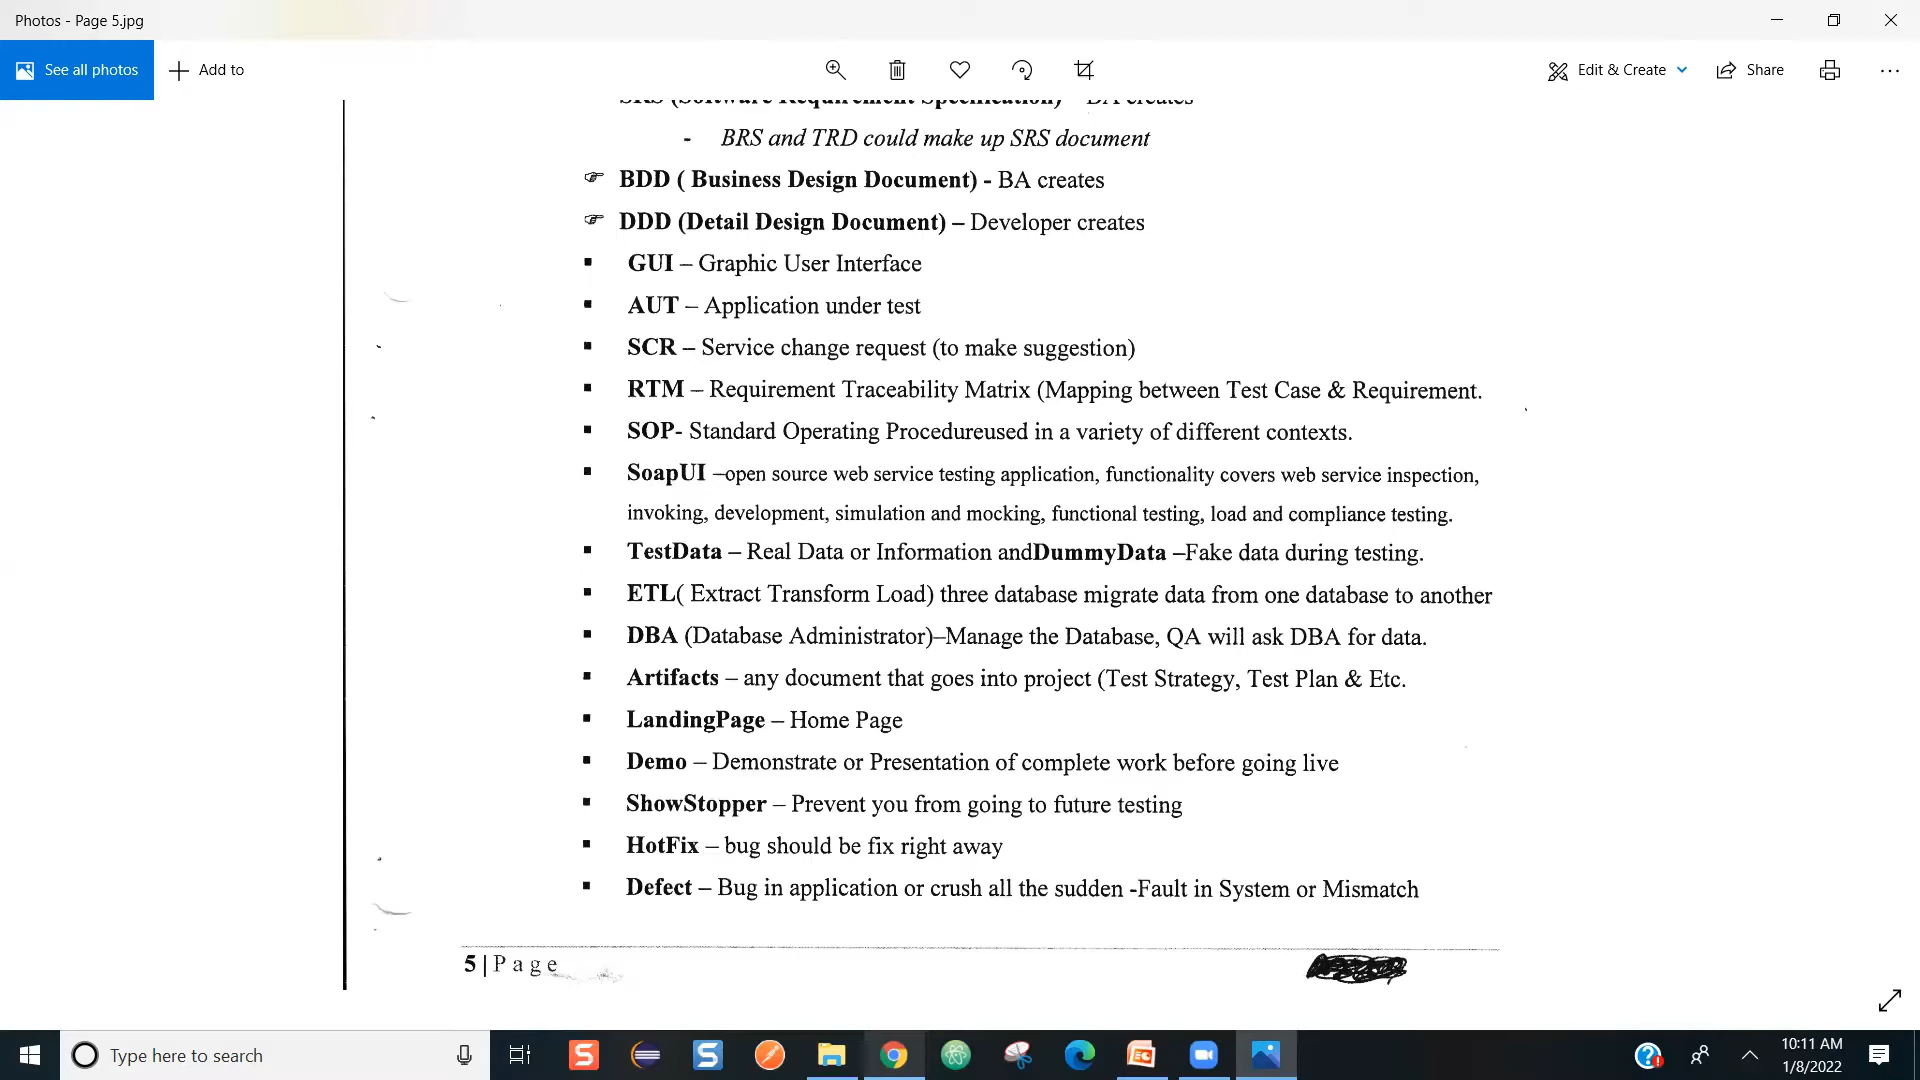 Photos - Page 5.jpg
See all photos
Add to
Edit & Create
Share
SRS (Software Requirement Specification) – BA creates
- BRS and TRD could make up SRS document
BDD ( Business Design Document) - BA creates
DDD (Detail Design Document) – Developer creates
GUI – Graphic User Interface
AUT – Application under test
SCR – Service change request (to make suggestion)
RTM – Requirement Traceability Matrix (Mapping between Test Case & Requirement.
SOP- Standard Operating Procedureused in a variety of different contexts.
SoapUI –open source web service testing application, functionality covers web service inspection,
invoking, development, simulation and mocking, functional testing, load and compliance testing.
TestData – Real Data or Information andDummyData –Fake data during testing.
ETL( Extract Transform Load) three database migrate data from one database to another
DBA (Database Administrator)–Manage the Database, QA will ask DBA for data.
Artifacts – any document that goes into project (Test Strategy, Test Plan & Etc.
LandingPage – Home Page
Demo – Demonstrate or Presentation of complete work before going live
ShowStopper – Prevent you from going to future testing
HotFix – bug should be fix right away
Defect – Bug in application or crush all the sudden -Fault in System or Mismatch
5 | P a g e
Type here to search
10:11 AM
1/8/2022